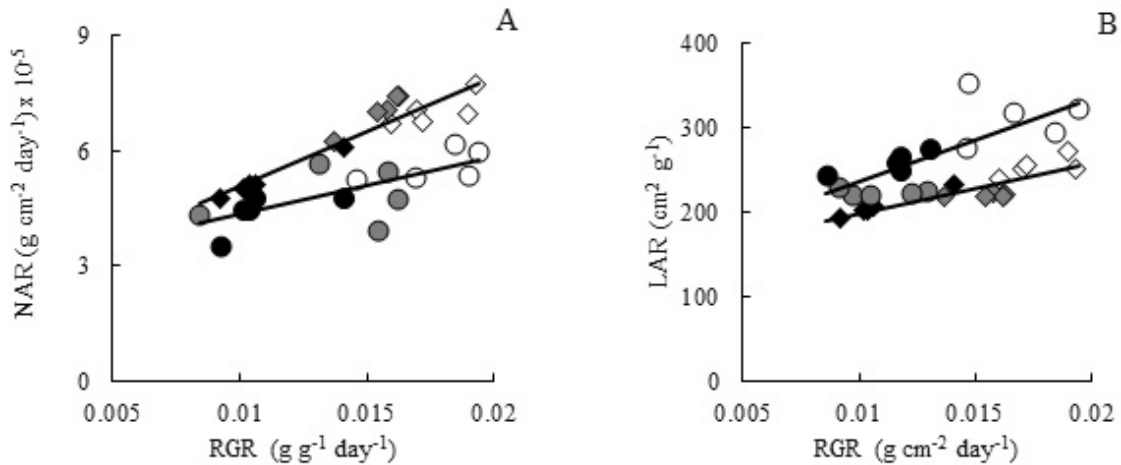 A
NAR (g cm⁻² day⁻¹) x 10⁻⁵
9
6
3
0
0.005 0.01 0.015 0.02
RGR (g g⁻¹ day⁻¹)
B
LAR (cm² g⁻¹)
400
300
200
100
0
0.005 0.01 0.015 0.02
RGR (g cm⁻² day⁻¹)